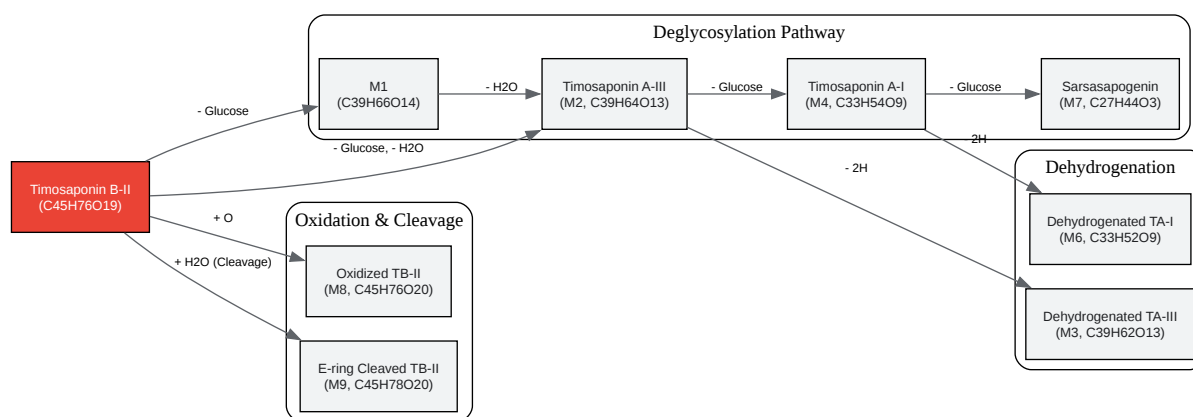 Deglycosylation Pathway
M1
(C39H66O14)
- H2O
Timosaponin A-III
(M2, C39H64O13)
- Glucose
Timosaponin A-I
(M4, C33H54O9)
- Glucose
Sarsasapogenin
(M7, C27H44O3)
- Glucose
- Glucose, - H2O
Timosaponin B-II
(C45H76O19)
+ O
+ H2O (Cleavage)
- 2H
- 2H
Dehydrogenation
Dehydrogenated TA-I
(M6, C33H52O9)
Dehydrogenated TA-III
(M3, C39H62O13)
Oxidation & Cleavage
Oxidized TB-II
(M8, C45H76O20)
E-ring Cleaved TB-II
(M9, C45H78O20)